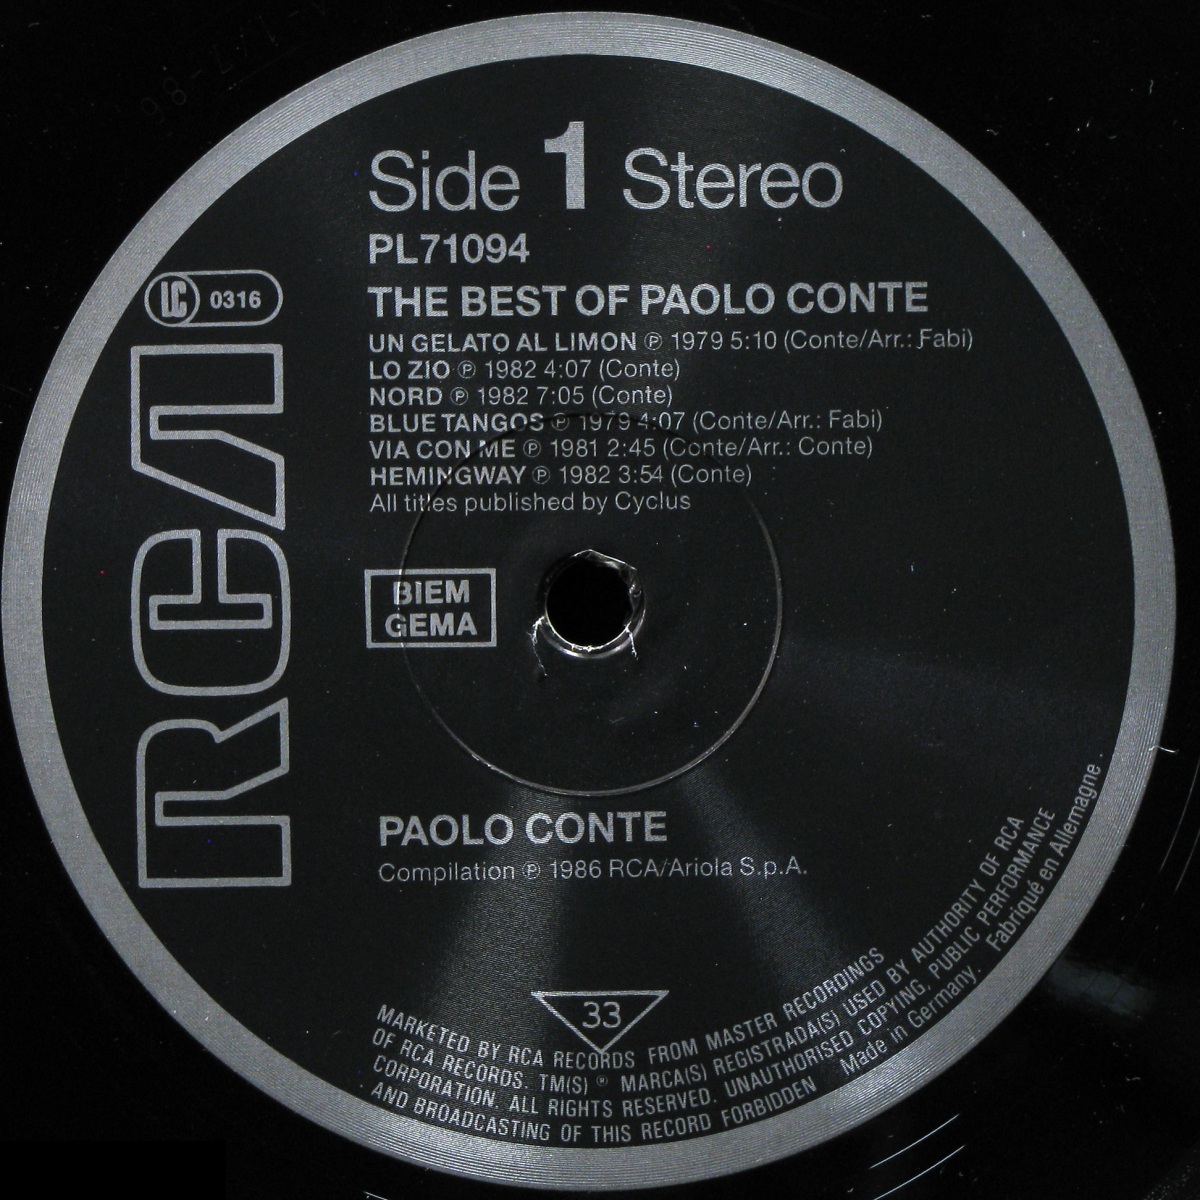 Side 1 Stereo
PL71094
LC 0316
THE BEST OF PAOLO CONTE
UN GELATO AL LIMON ℗ 1979 5:10 (Conte/Arr.: Fabi)
LO ZIO ℗ 1982 4:07 (Conte)
NORD ℗ 1982 7:05 (Conte)
BLUE TANGOS ℗ 1979 4:07 (Conte/Arr.: Fabi)
VIA CON ME ℗ 1981 2:45 (Conte/Arr.: Conte)
HEMINGWAY ℗ 1982 3:54 (Conte)
All titles published by Cyclus
RCA
BIEM
GEMA
PAOLO CONTE
Compilation ℗ 1986 RCA/Ariola S.p.A.
33
MARKETED BY RCA RECORDS FROM MASTER RECORDINGS
OF RCA RECORDS. TM(S) ® MARCA(S) REGISTRADA(S) USED BY AUTHORITY OF RCA
CORPORATION. ALL RIGHTS RESERVED. UNAUTHORISED COPYING, PUBLIC PERFORMANCE
AND BROADCASTING OF THIS RECORD FORBIDDEN Made in Germany. Fabriqué en Allemagne